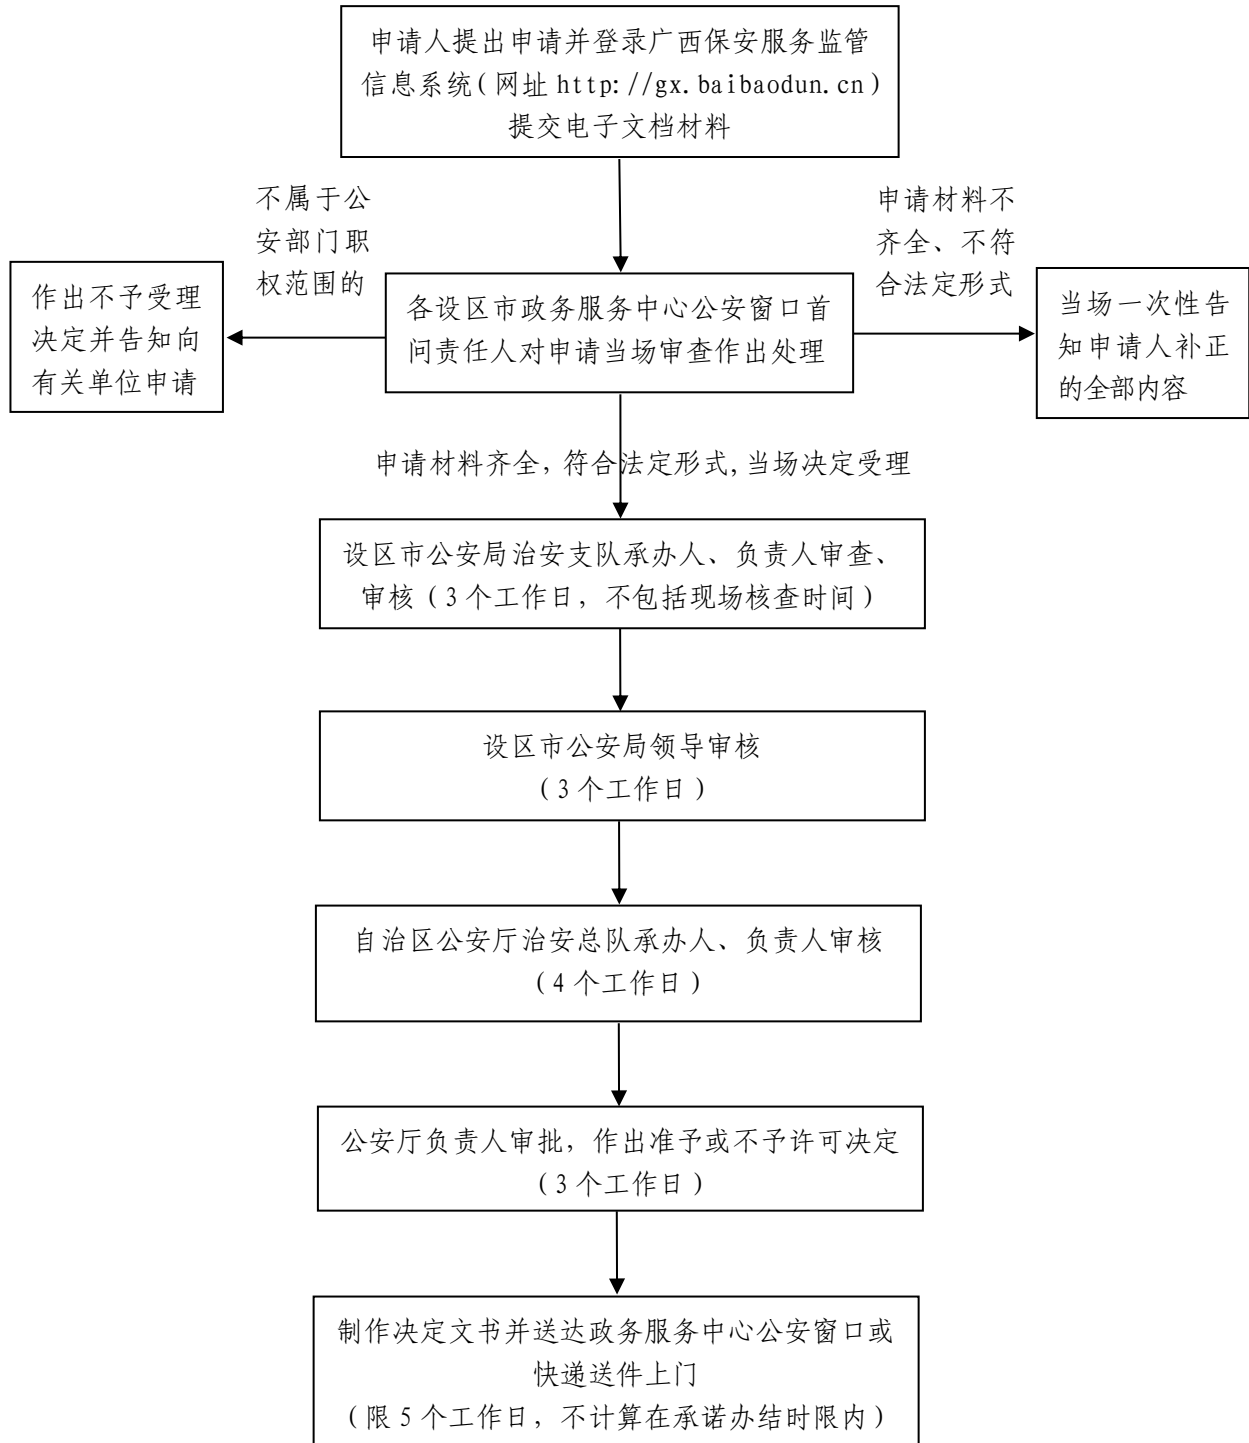 申请人提出申请并登录广西保安服务监管
信息系统(网址 http://gx.baibaodun.cn)
提交电子文档材料
不属于公
安部门职
权范围的
申请材料不
齐全、不符
合法定形式
作出不予受理
决定并告知向
有关单位申请
各设区市政务服务中心公安窗口首
问责任人对申请当场审查作出处理
当场一次性告
知申请人补正
的全部内容
申请材料齐全,符合法定形式,当场决定受理
设区市公安局治安支队承办人、负责人审查、
审核(3个工作日,不包括现场核查时间)
设区市公安局领导审核
(3个工作日)
自治区公安厅治安总队承办人、负责人审核
(4个工作日)
公安厅负责人审批,作出准予或不予许可决定
(3个工作日)
制作决定文书并送达政务服务中心公安窗口或
快递送件上门
(限5个工作日,不计算在承诺办结时限内)